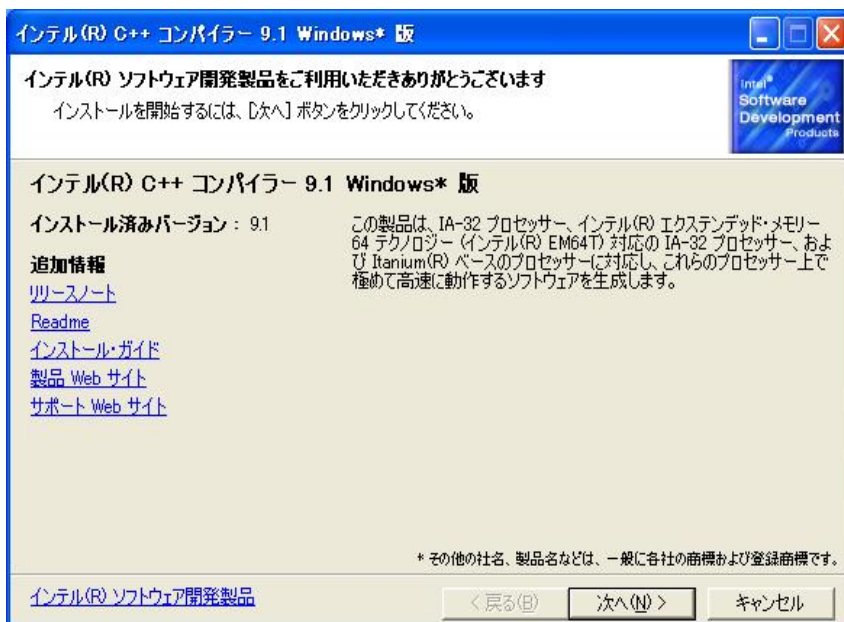 インテル(R) C++ コンパイラー 9.1 Windows* 版
インテル(R) ソフトウェア開発製品をご利用いただきありがとうございます
インストールを開始するには、[次へ] ボタンをクリックしてください。
Intel®
Software
Development
Products
インテル(R) C++ コンパイラー 9.1 Windows* 版
インストール済みバージョン : 9.1
追加情報
リリースノート
Readme
インストール・ガイド
製品 Web サイト
サポート Web サイト
この製品は、IA-32 プロセッサー、インテル(R) エクステンデッド・メモリー
64 テクノロジー (インテル(R) EM64T) 対応の IA-32 プロセッサー、およ
び Itanium(R) ベースのプロセッサーに対応し、これらのプロセッサー上で
極めて高速に動作するソフトウェアを生成します。
* その他の社名、製品名などは、一般に各社の商標および登録商標です。
インテル(R) ソフトウェア開発製品
< 戻る(B)
次へ(N) >
キャンセル